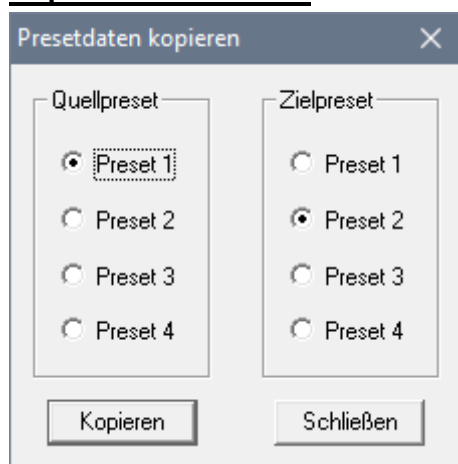 Presetdaten kopieren
Quellpreset
Preset 1
Preset 2
Preset 3
Preset 4
Zielpreset
Preset 1
Preset 2
Preset 3
Preset 4
Kopieren
Schließen